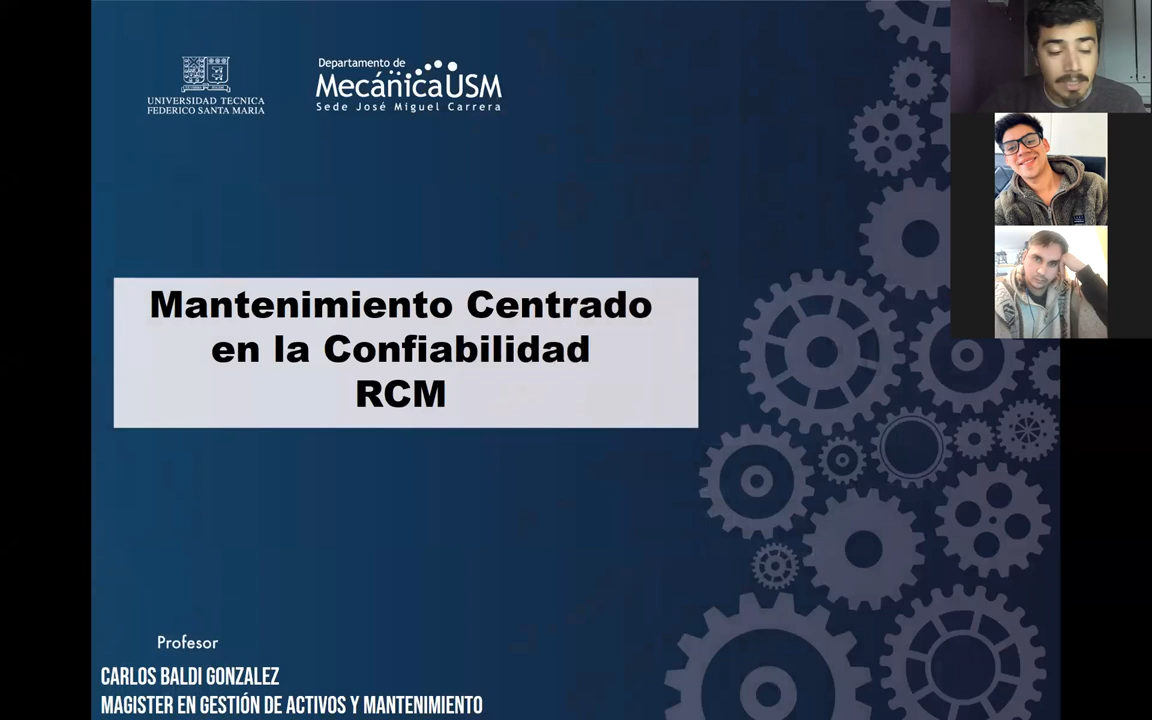 UNIVERSIDAD TECNICA
FEDERICO SANTA MARIA
Departamento de
MecánicaUSM
Sede José Miguel Carrera
Mantenimiento Centrado
en la Confiabilidad
RCM
Profesor
CARLOS BALDI GONZALEZ
MAGISTER EN GESTIÓN DE ACTIVOS Y MANTENIMIENTO